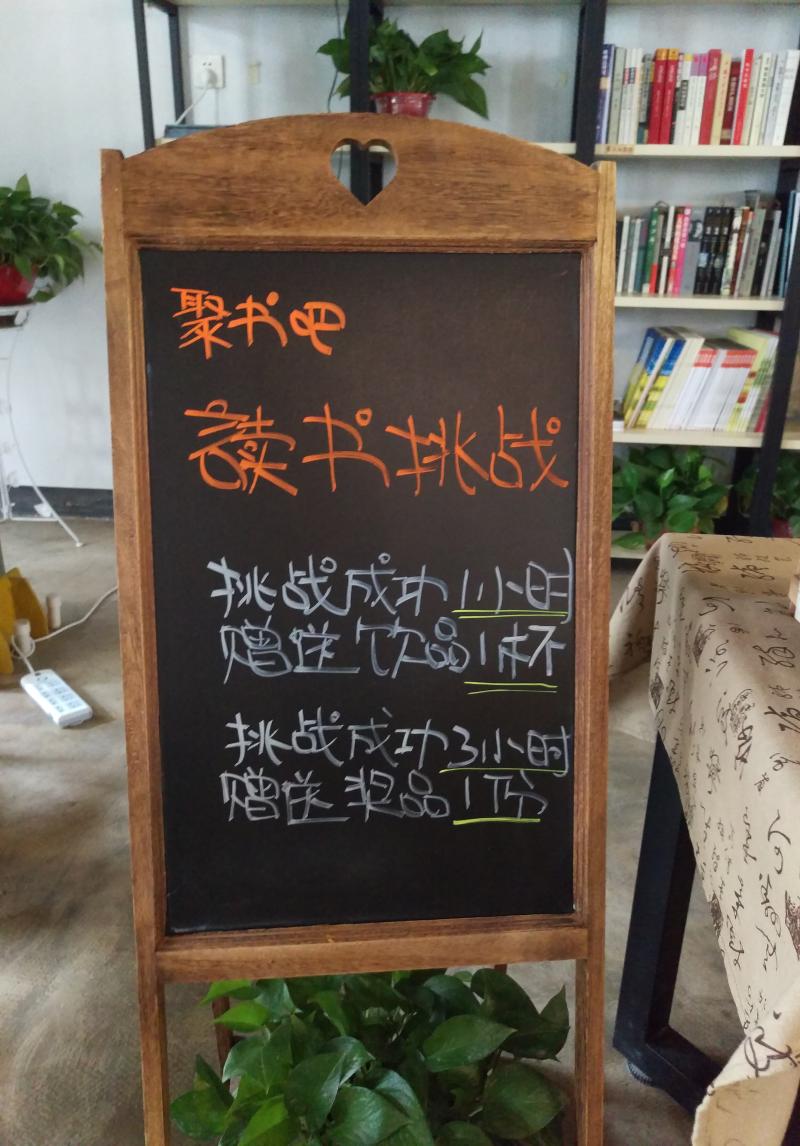 聚书吧
读书挑战
挑战成功1小时
赠送饮品1杯
挑战成功3小时
赠送奖品1份